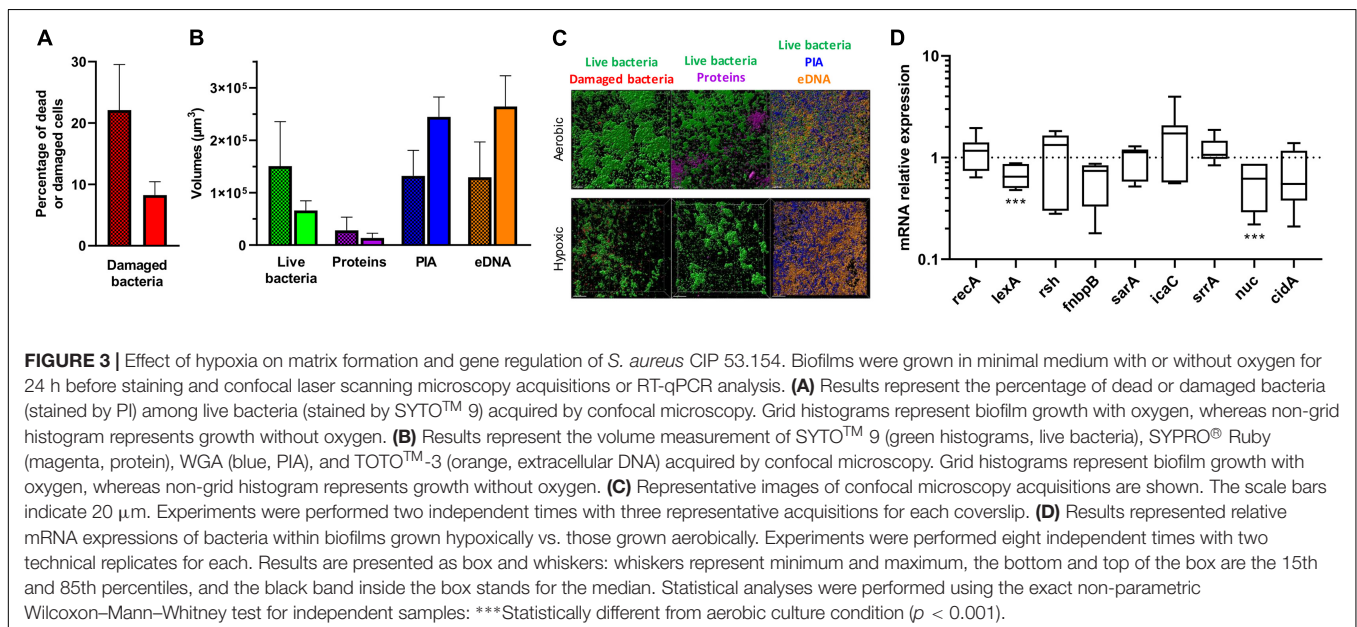 A
Percentage of dead
or damaged cells
30
20
10
0
Damaged
bacteria
B
Volumes (µm³)
3×10⁵
2×10⁵
1×10⁵
0
Live
bacteria
Proteins
PIA
eDNA
C
Live bacteria
Damaged bacteria
Live bacteria
Proteins
Live bacteria
PIA
eDNA
Aerobic
Hypoxic
D
mRNA relative expression
10
1
0.1
***
***
recA
lexA
rsh
fnbpB
sarA
icaC
srrA
nuc
cidA
FIGURE 3 | Effect of hypoxia on matrix formation and gene regulation of S. aureus CIP 53.154. Biofilms were grown in minimal medium with or without oxygen for
24 h before staining and confocal laser scanning microscopy acquisitions or RT-qPCR analysis. (A) Results represent the percentage of dead or damaged bacteria
(stained by PI) among live bacteria (stained by SYTO™ 9) acquired by confocal microscopy. Grid histograms represent biofilm growth with oxygen, whereas non-grid
histogram represents growth without oxygen. (B) Results represent the volume measurement of SYTO™ 9 (green histograms, live bacteria), SYPRO® Ruby
(magenta, protein), WGA (blue, PIA), and TOTO™-3 (orange, extracellular DNA) acquired by confocal microscopy. Grid histograms represent biofilm growth with
oxygen, whereas non-grid histogram represents growth without oxygen. (C) Representative images of confocal microscopy acquisitions are shown. The scale bars
indicate 20 µm. Experiments were performed two independent times with three representative acquisitions for each coverslip. (D) Results represented relative
mRNA expressions of bacteria within biofilms grown hypoxically vs. those grown aerobically. Experiments were performed eight independent times with two
technical replicates for each. Results are presented as box and whiskers: whiskers represent minimum and maximum, the bottom and top of the box are the 15th
and 85th percentiles, and the black band inside the box stands for the median. Statistical analyses were performed using the exact non-parametric
Wilcoxon–Mann–Whitney test for independent samples: ***Statistically different from aerobic culture condition (p < 0.001).